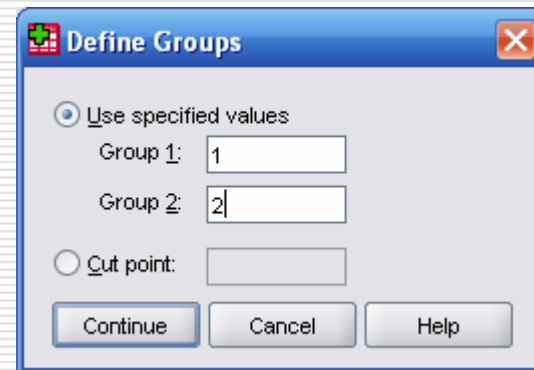 Define Groups
Use specified values
Group 1: 1
Group 2: 2
Cut point:
Continue Cancel Help